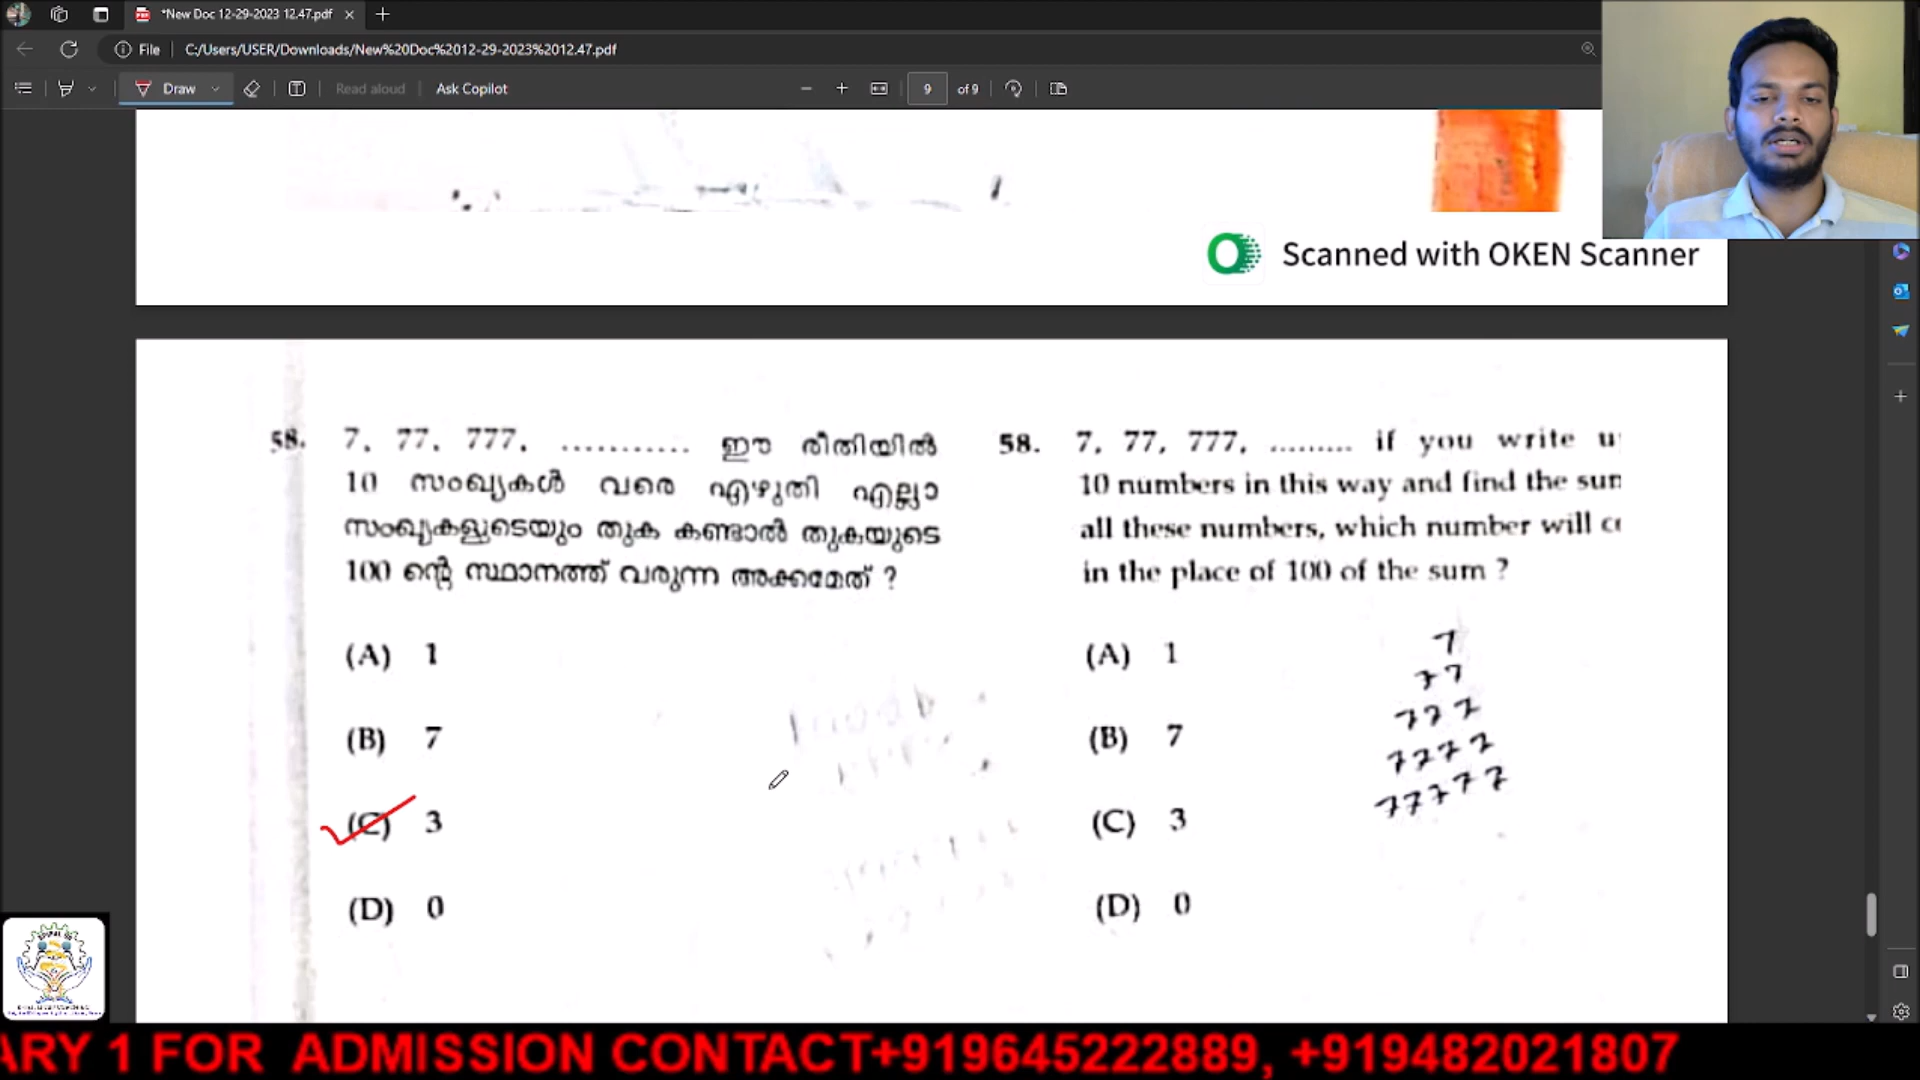 *New Doc 12-29-2023 12.47.pdf
File C:/Users/USER/Downloads/New%20Doc%2012-29-2023%2012.47.pdf
Draw Read aloud Ask Copilot 9 of 9
Scanned with OKEN Scanner
58. 7, 77, 777, ........... ഈ രീതിയിൽ
10 സംഖ്യകൾ വരെ എഴുതി എല്ലാ
സംഖ്യകളുടെയും തുക കണ്ടാൽ തുകയുടെ
100 ന്റെ സ്ഥാനത്ത് വരുന്ന അക്കമേത് ?
(A) 1
(B) 7
(C) 3
(D) 0
58. 7, 77, 777, ......... if you write u
10 numbers in this way and find the sum
all these numbers, which number will
in the place of 100 of the sum ?
(A) 1
(B) 7
(C) 3
(D) 0
7
77
777
7777
77777
ARY 1 FOR ADMISSION CONTACT+919645222889, +919482021807